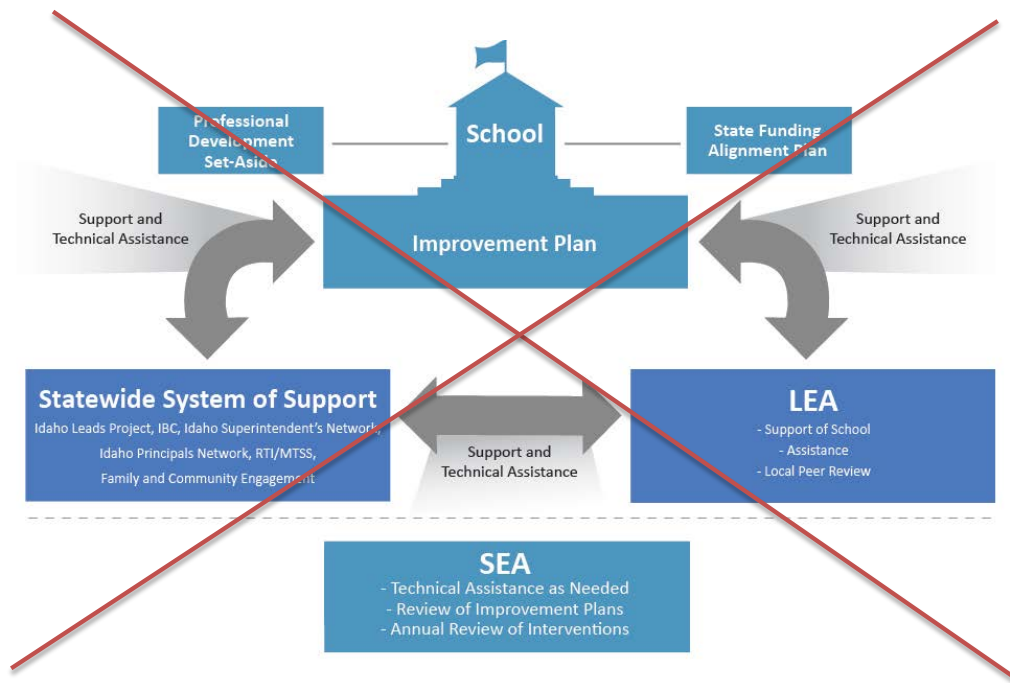 Professional
Development
Set-Aside
School
State Funding
Alignment Plan
Support and
Technical Assistance
Improvement Plan
Support and
Technical Assistance
Statewide System of Support
Idaho Leads Project, IBC, Idaho Superintendent's Network,
Idaho Principals Network, RTI/MTSS,
Family and Community Engagement
Support and
Technical Assistance
LEA
- Support of School
- Assistance
- Local Peer Review
SEA
- Technical Assistance as Needed
- Review of Improvement Plans
- Annual Review of Interventions